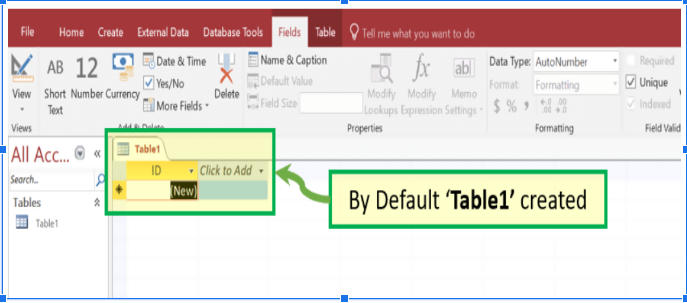 File Home Create External Data Database Tools Fields Table Tell me what you want to do
AB 12 Date & Time Name & Caption fx ab| Data Type: AutoNumber Required
Yes/No Default Value Format: Formatting Unique
View Short Number Currency More Fields Delete Field Size Modify Modify Memo $ % , Indexed
Text Lookups Expression Settings
Views Add & Delete Properties Formatting Field Valid
All Acc... « Table1
ID Click to Add
Search... (New)
Tables
Table1
By Default ‘Table1’ created